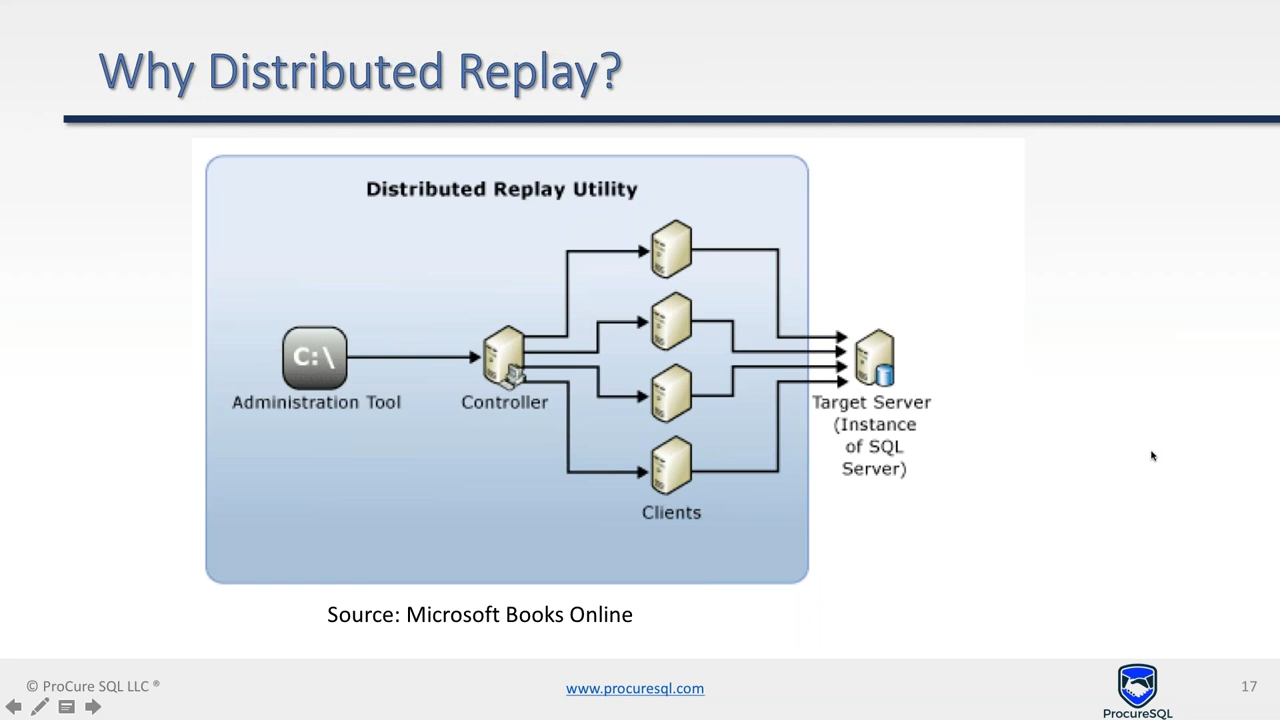 Why Distributed Replay?
Distributed Replay Utility
C:\
Administration Tool
Controller
Clients
Target Server
(Instance
of SQL
Server)
Source: Microsoft Books Online
© ProCure SQL LLC ®
www.procuresql.com
ProcureSQL
17